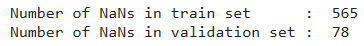 Number of NaNs in train set      :  565
Number of NaNs in validation set :  78